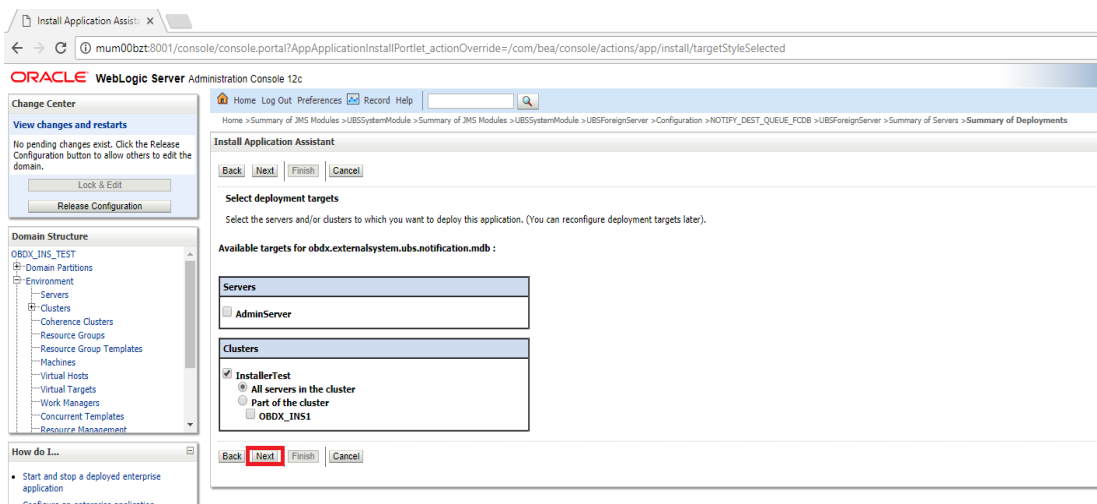 Install Application Assista
mum00bzt:8001/console/console.portal?AppApplicationInstallPortlet_actionOverride=/com/bea/console/actions/app/install/targetStyleSelected
ORACLE WebLogic Server Administration Console 12c
Change Center
View changes and restarts
No pending changes exist. Click the Release
Configuration button to allow others to edit the
domain.
Lock & Edit
Release Configuration
Domain Structure
OBDX_INS_TEST
Domain Partitions
Environment
Servers
Clusters
Coherence Clusters
Resource Groups
Resource Group Templates
Machines
Virtual Hosts
Virtual Targets
Work Managers
Concurrent Templates
Resource Management
How do I...
Start and stop a deployed enterprise
application
Configure an enterprise application
Home Log Out Preferences Record Help
Home >Summary of JMS Modules >UBSSystemModule >Summary of JMS Modules >UBSSystemModule >UBSForeignServer >Configuration >NOTIFY_DEST_QUEUE_FCDB >UBSForeignServer >Summary of Servers >Summary of Deployments
Install Application Assistant
Back Next Finish Cancel
Select deployment targets
Select the servers and/or clusters to which you want to deploy this application. (You can reconfigure deployment targets later).
Available targets for obdx.externalsystem.ubs.notification.mdb :
Servers
AdminServer
Clusters
InstallerTest
All servers in the cluster
Part of the cluster
OBDX_INS1
Back Next Finish Cancel